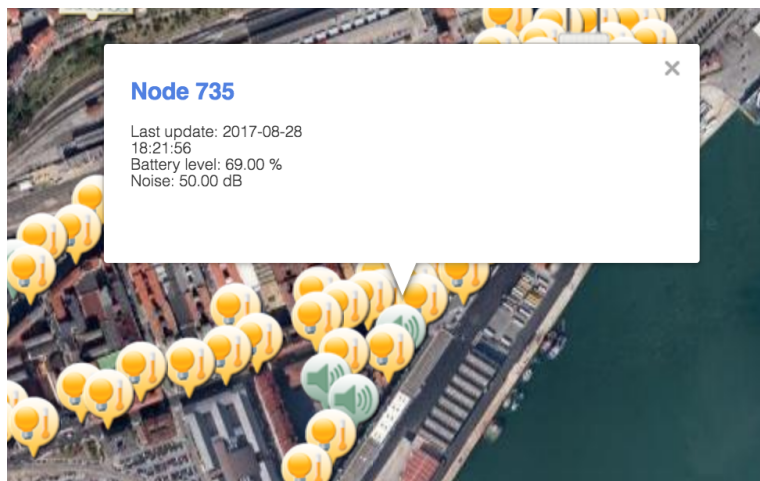 Node 735
Last update: 2017-08-28
18:21:56
Battery level: 69.00 %
Noise: 50.00 dB